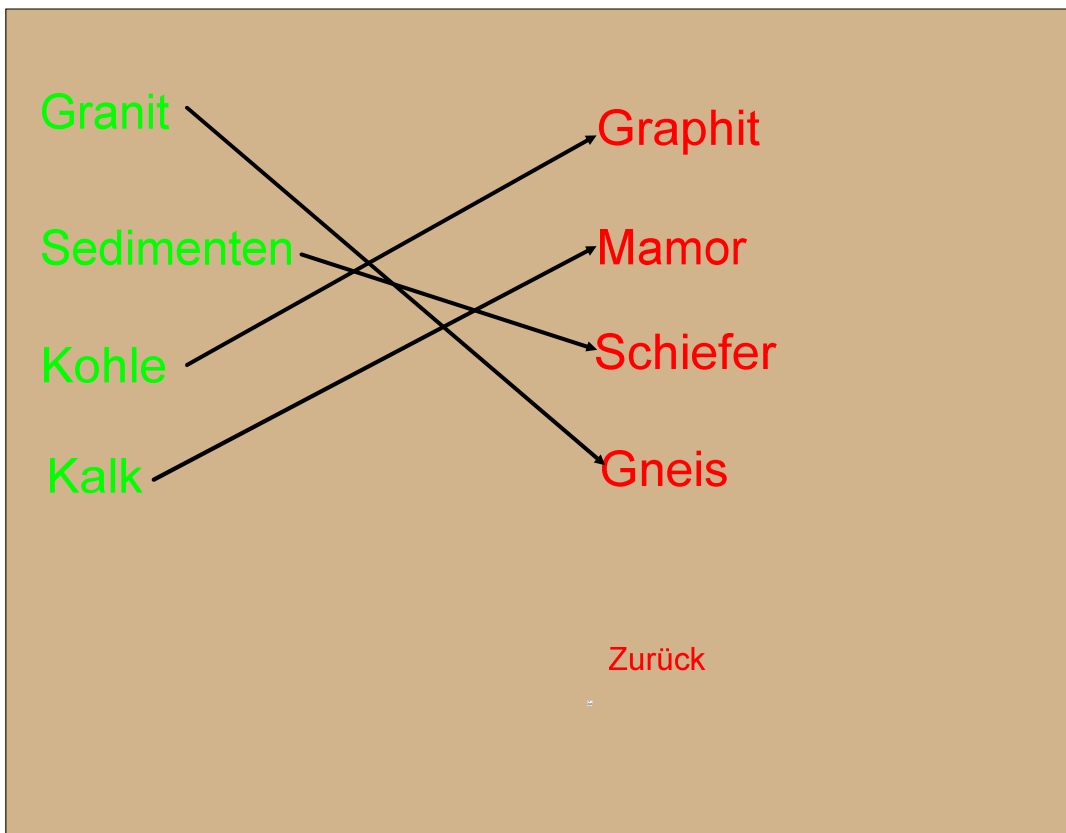 Granit
Graphit
Sedimenten
Mamor
Kohle
Schiefer
Kalk
Gneis
Zurück